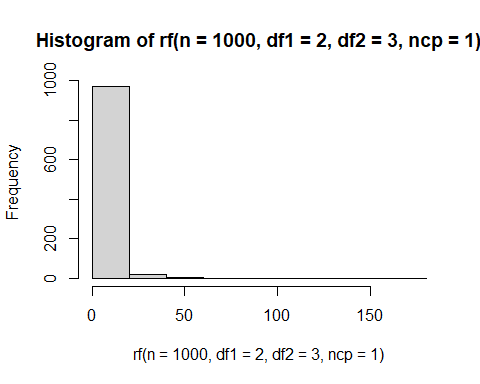 Histogram of rf(n = 1000, df1 = 2, df2 = 3, ncp = 1)
Frequency
1000
600
200
0
0 50 100 150
rf(n = 1000, df1 = 2, df2 = 3, ncp = 1)